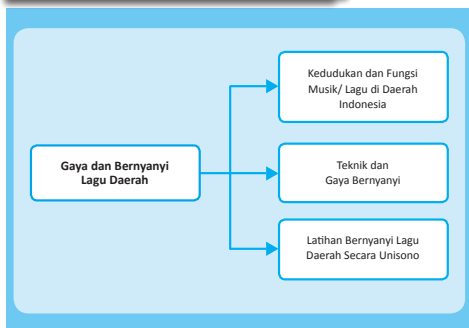 Gaya dan Bernyanyi
Lagu Daerah
Kedudukan dan Fungsi
Musik/ Lagu di Daerah
Indonesia
Teknik dan
Gaya Bernyanyi
Latihan Bernyanyi Lagu
Daerah Secara Unisono